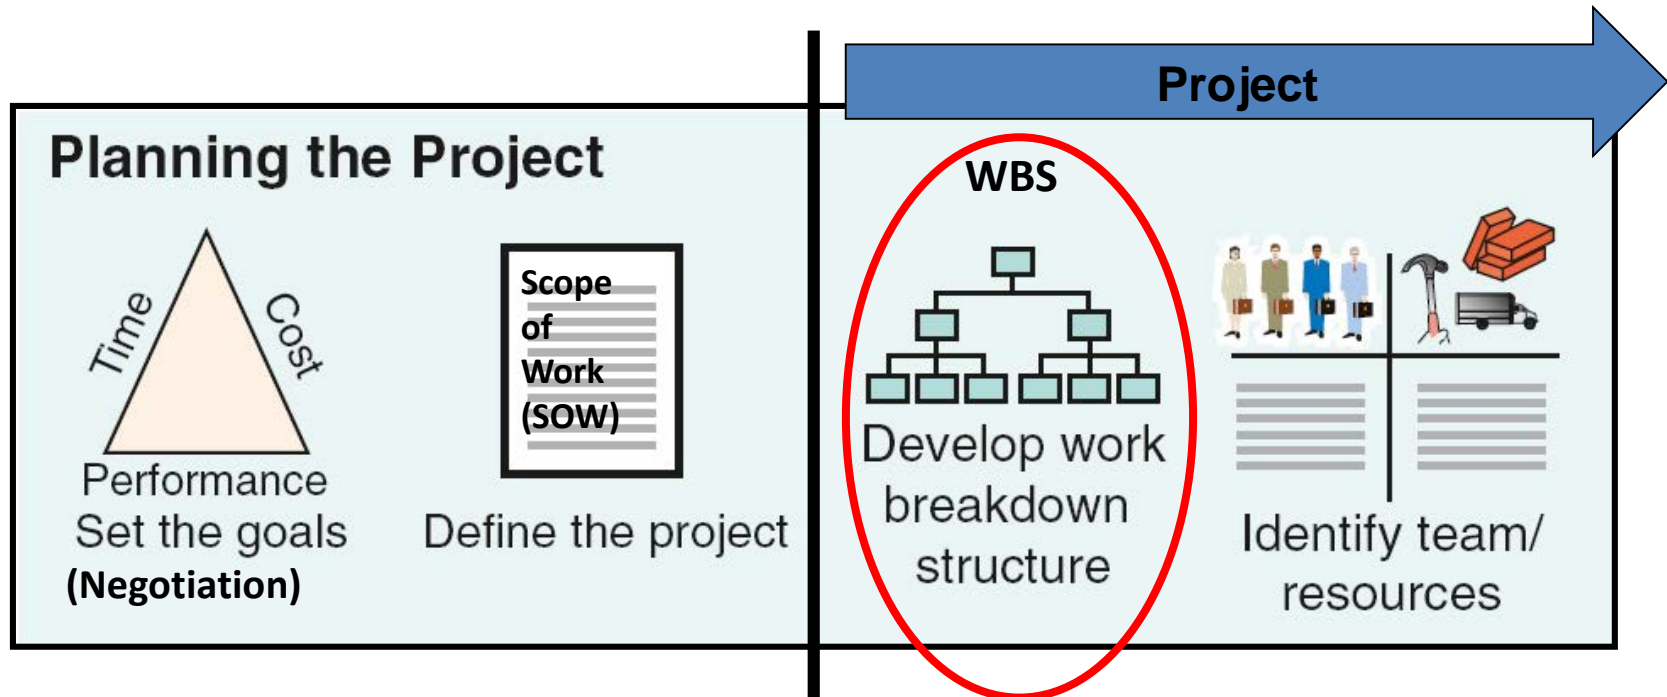 Project
Planning the Project
Time
Cost
Performance
Set the goals
(Negotiation)
Scope
of
Work
(SOW)
Define the project
WBS
Develop work
breakdown
structure
Identify team/
resources